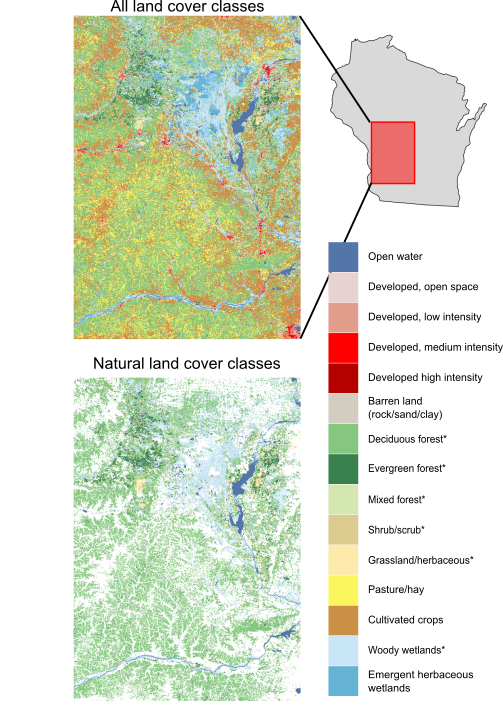 All land cover classes
Natural land cover classes
Open water
Developed, open space
Developed, low intensity
Developed, medium intensity
Developed high intensity
Barren land
(rock/sand/clay)
Deciduous forest*
Evergreen forest*
Mixed forest*
Shrub/scrub*
Grassland/herbaceous*
Pasture/hay
Cultivated crops
Woody wetlands*
Emergent herbaceous
wetlands